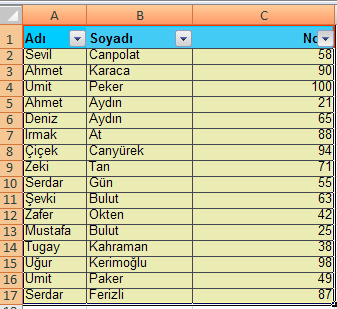 A B C
1 Adı Soyadı No
2 Sevil Canpolat 58
3 Ahmet Karaca 90
4 Umit Peker 100
5 Ahmet Aydın 21
6 Deniz Aydın 65
7 Irmak At 88
8 Çiçek Canyürek 94
9 Zeki Tan 71
10 Serdar Gün 55
11 Şevki Bulut 63
12 Zafer Okten 42
13 Mustafa Bulut 25
14 Tugay Kahraman 38
15 Uğur Kerimoğlu 98
16 Umit Paker 49
17 Serdar Ferizli 87